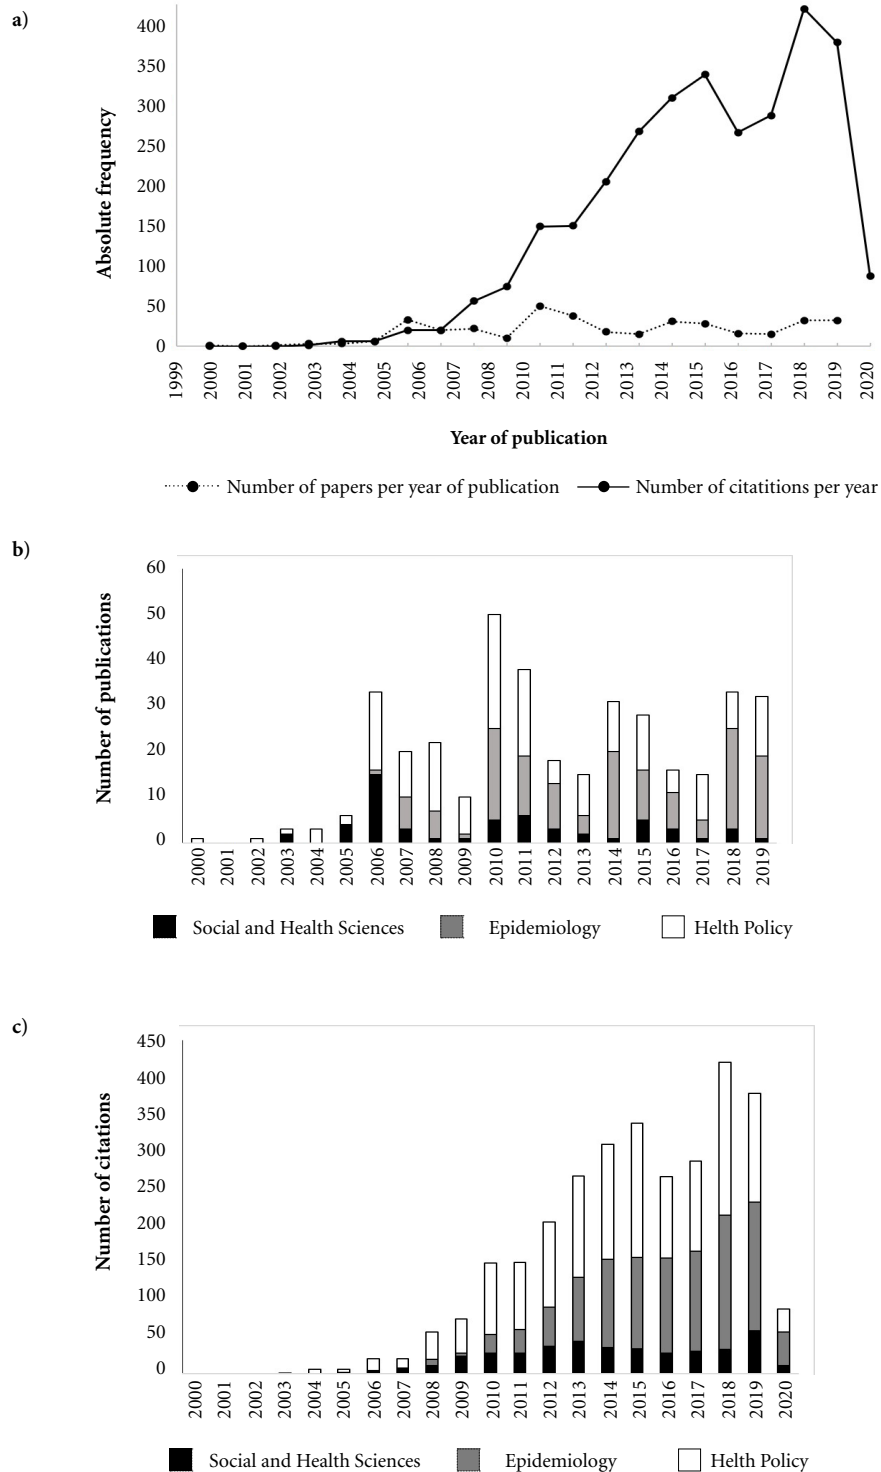 a)
400
350
300
250
200
150
100
50
0
Absolute frequency
1999 2000 2001 2002 2003 2004 2005 2006 2007 2008 2010 2011 2012 2013 2014 2015 2016 2017 2018 2019 2020
Year of publication
Number of papers per year of publication Number of citatitions per year
b)
60
50
40
30
20
10
0
Number of publications
2000 2001 2002 2003 2004 2005 2006 2007 2008 2009 2010 2011 2012 2013 2014 2015 2016 2017 2018 2019
Social and Health Sciences Epidemiology Helth Policy
c)
450
400
350
300
250
200
150
100
50
0
Number of citations
2000 2001 2002 2003 2004 2005 2006 2007 2008 2009 2010 2011 2012 2013 2014 2015 2016 2017 2018 2019 2020
Social and Health Sciences Epidemiology Helth Policy